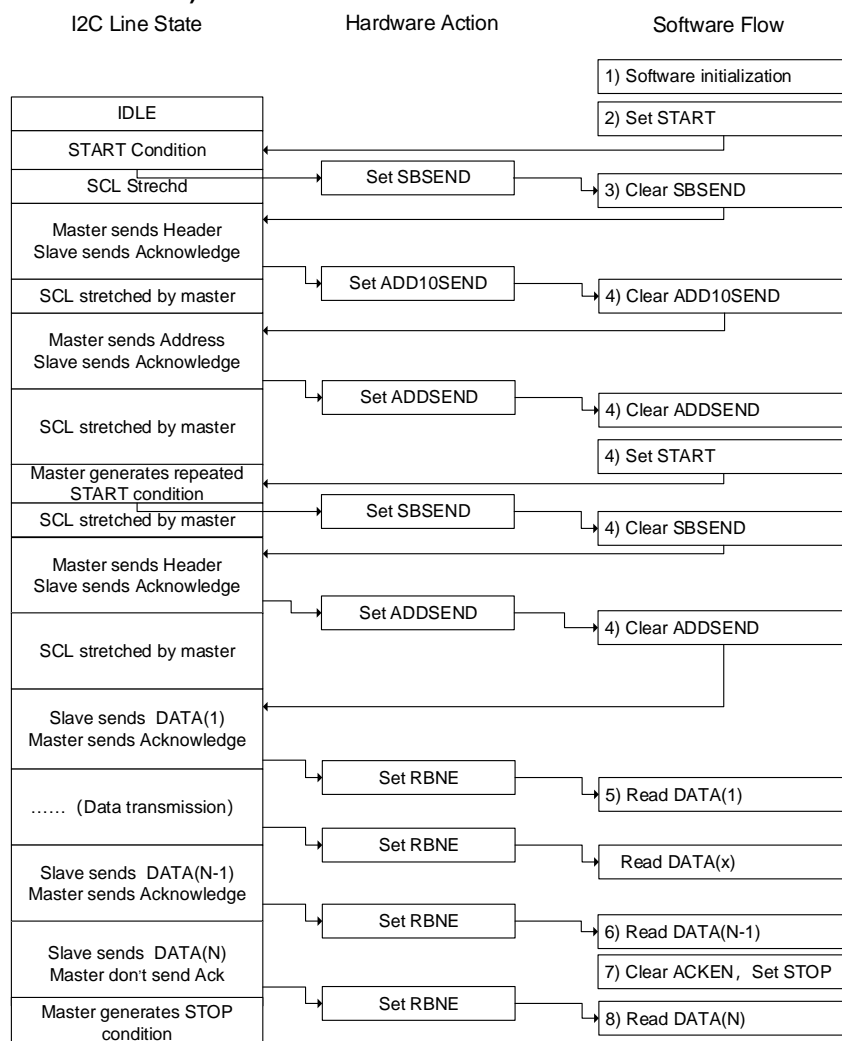 I2C Line State
Hardware Action
Software Flow
1) Software initialization
IDLE
2) Set START
START Condition
Set SBSEND
SCL Strechd
3) Clear SBSEND
Master sends Header
Slave sends Acknowledge
Set ADD10SEND
SCL stretched by master
4) Clear ADD10SEND
Master sends Address
Slave sends Acknowledge
Set ADDSEND
4) Clear ADDSEND
SCL stretched by master
4) Set START
Master generates repeated
START condition
Set SBSEND
SCL stretched by master
4) Clear SBSEND
Master sends Header
Slave sends Acknowledge
Set ADDSEND
4) Clear ADDSEND
SCL stretched by master
Slave sends DATA(1)
Master sends Acknowledge
Set RBNE
5) Read DATA(1)
…… (Data transmission)
Set RBNE
Read DATA(x)
Slave sends DATA(N-1)
Master sends Acknowledge
Set RBNE
6) Read DATA(N-1)
Slave sends DATA(N)
Master don't send Ack
7) Clear ACKEN, Set STOP
Set RBNE
8) Read DATA(N)
Master generates STOP
condition